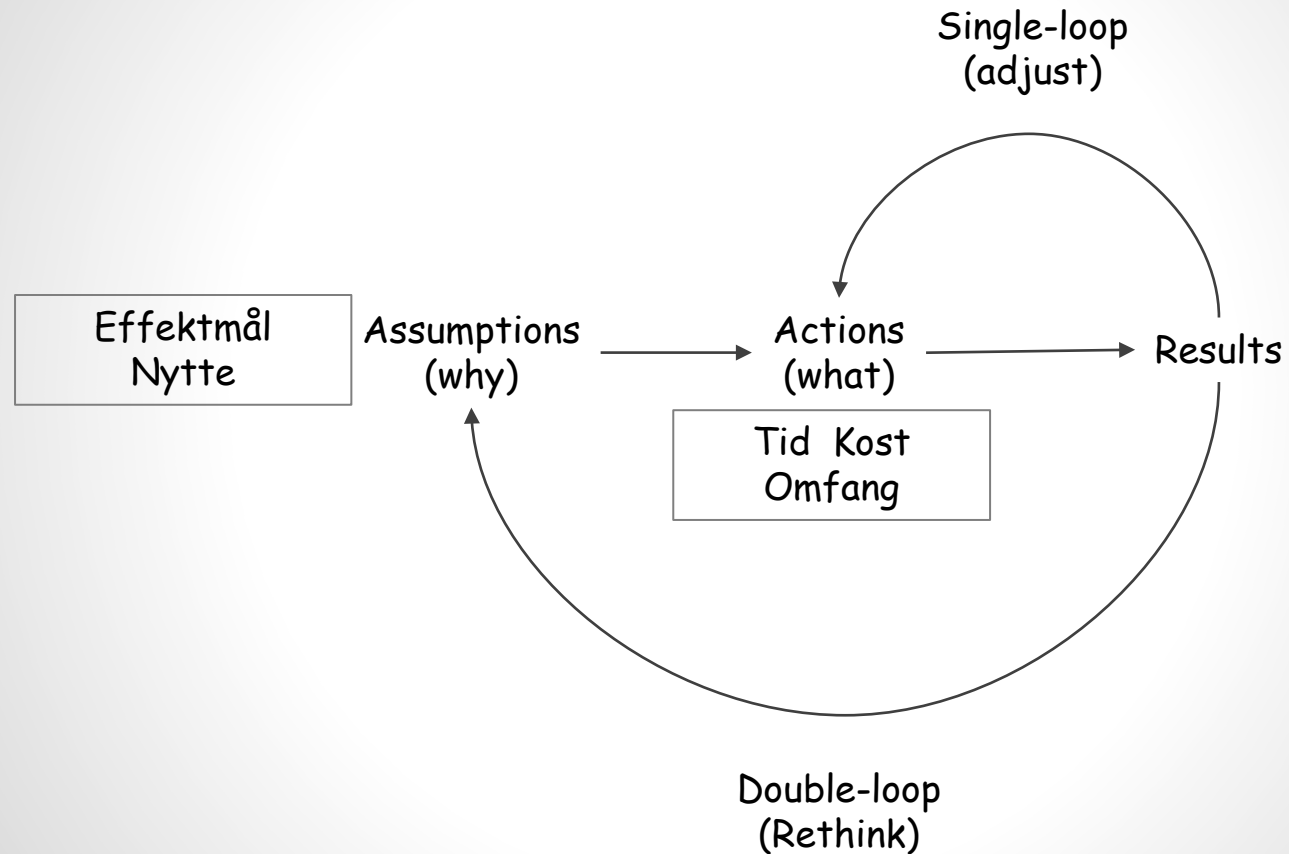 Single-loop
(adjust)
Effektmål
Nytte
Assumptions
(why)
Actions
(what)
Results
Tid Kost
Omfang
Double-loop
(Rethink)